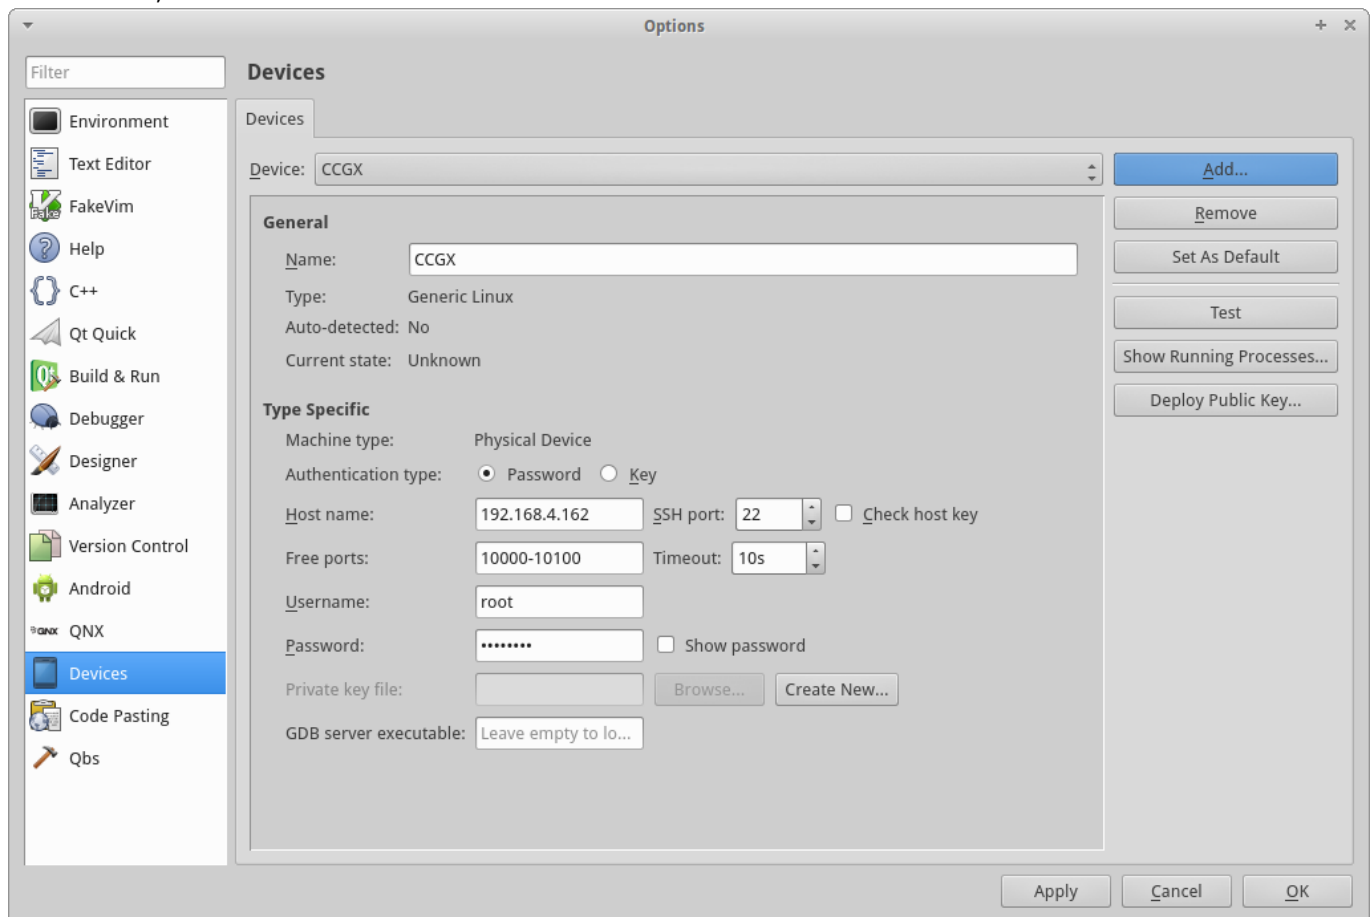 Options
Filter
Environment
Text Editor
FakeVim
Help
C++
Qt Quick
Build & Run
Debugger
Designer
Analyzer
Version Control
Android
QNX
Devices
Code Pasting
Qbs
Devices
Devices
Device: CCGX
General
Name: CCGX
Type: Generic Linux
Auto-detected: No
Current state: Unknown
Type Specific
Machine type: Physical Device
Authentication type: Password Key
Host name: 192.168.4.162 SSH port: 22 Check host key
Free ports: 10000-10100 Timeout: 10s
Username: root
Password: •••••••• Show password
Private key file: Browse... Create New...
GDB server executable: Leave empty to lo...
Add...
Remove
Set As Default
Test
Show Running Processes...
Deploy Public Key...
Apply Cancel OK